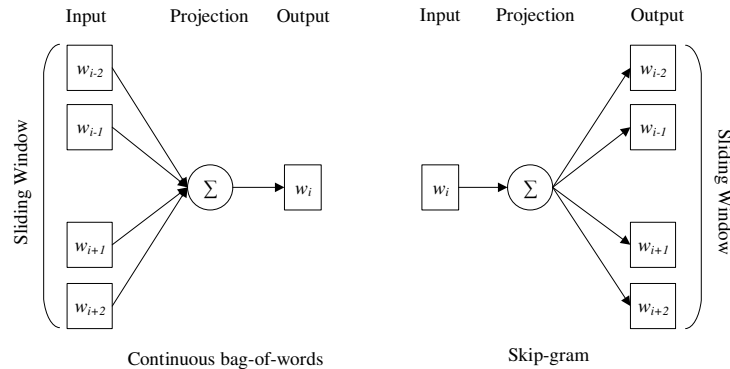 Input Projection Output Input Projection Output
w_{i-2} w_{i-2}
w_{i-1} w_{i-1}
Sliding Window ∑ w_i w_i ∑ Sliding Window
w_{i+1} w_{i+1}
w_{i+2} w_{i+2}
Continuous bag-of-words Skip-gram